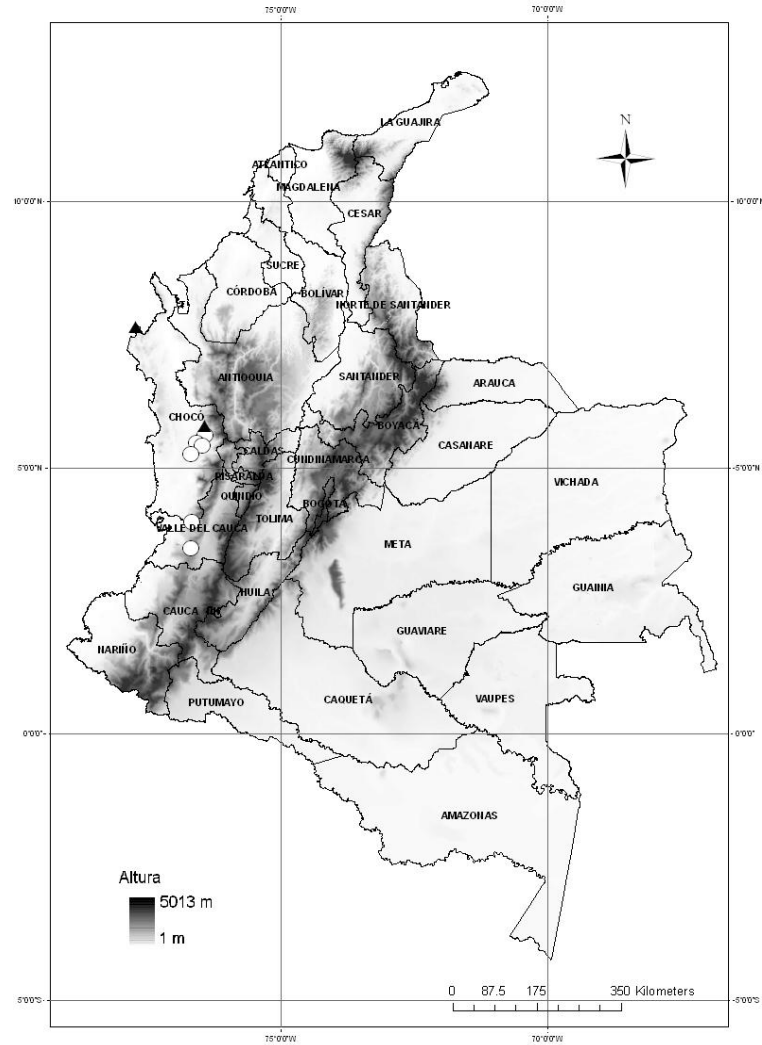 75°0'0"W
70°0'0"W
N
LA GUAJIRA
ATLANTICO
MAGDALENA
10°0'0"N
10°0'0"N
CESAR
SUCRE
CÓRDOBA
BOLÍVAR
NORTE DE SANTANDER
ANTIOQUIA
SANTANDER
ARAUCA
CHOCÓ
BOYACA
CASANARE
CALDAS
CUNDINAMARCA
5°0'0"N
5°0'0"N
RISARALDA
VICHADA
QUINDIO
BOGOTA
TOLIMA
VALLE DEL CAUCA
META
GUAINIA
HUILA
CAUCA
GUAVIARE
NARIÑO
PUTUMAYO
CAQUETÁ
VAUPES
0°0'0"
0°0'0"
AMAZONAS
Altura
5013 m
1 m
0 87.5 175 350 Kilometers
5°0'0"S
5°0'0"S
75°0'0"W
70°0'0"W